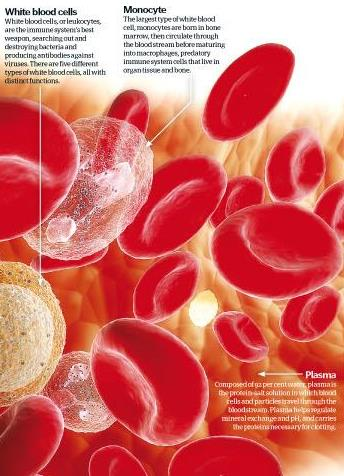 White blood cells
White blood cells, or leukocytes,
are the immune system's best
weapon, searching out and
destroying bacteria and
producing antibodies against
viruses. There are five different
types of white blood cells, all with
distinct functions.
Monocyte
The largest type of white blood
cell, monocytes are born in bone
marrow, then circulate through
the blood stream before maturing
into macrophages, predatory
immune system cells that live in
organ tissue and bone.
Plasma
Composed of 92 per cent water, plasma is
the protein-salt solution in which blood
cells and particles travel through the
bloodstream. Plasma helps regulate
mineral exchange and pH, and carries
the proteins necessary for clotting.